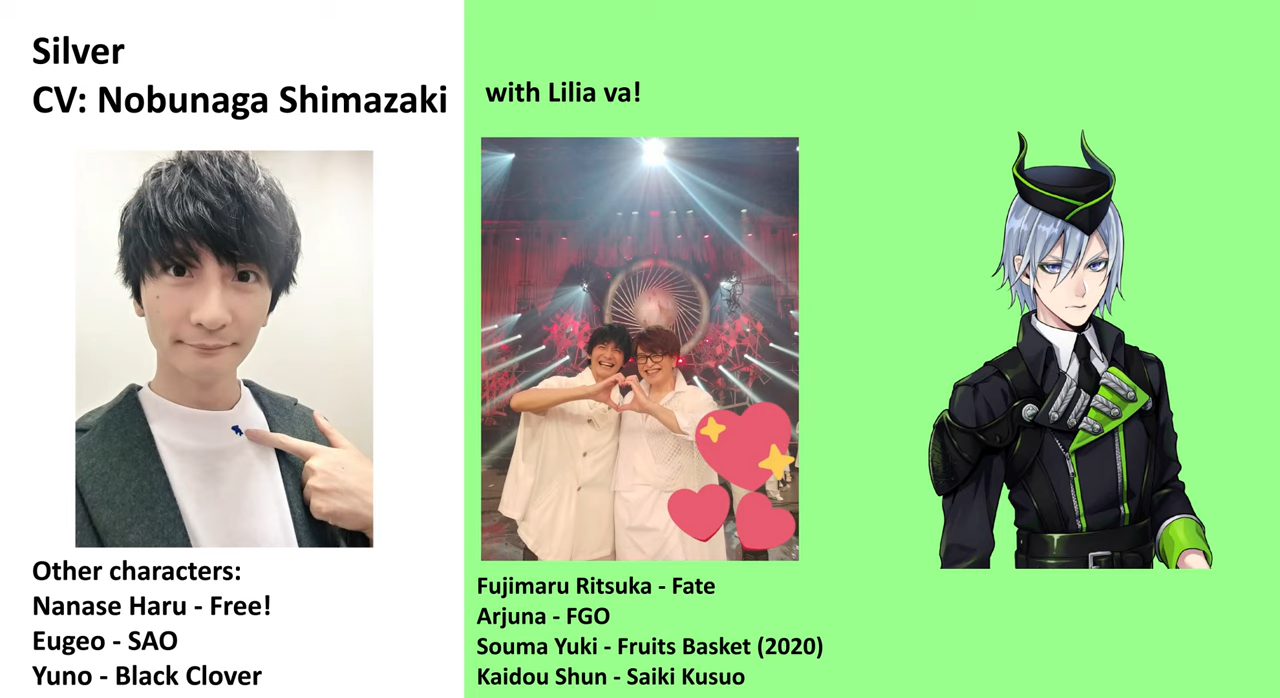 Silver
CV: Nobunaga Shimazaki
with Lilia va!
Other characters:
Nanase Haru - Free!
Eugeo - SAO
Yuno - Black Clover
Fujimaru Ritsuka - Fate
Arjuna - FGO
Souma Yuki - Fruits Basket (2020)
Kaidou Shun - Saiki Kusuo